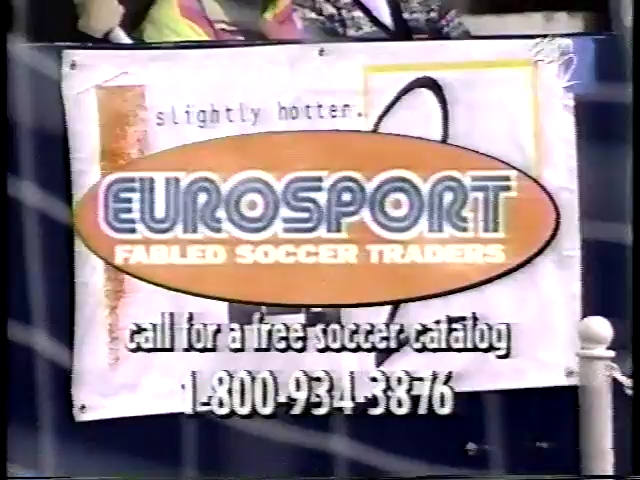 slightly hotter.
EUROSPORT
FABLED SOCCER TRADERS
call for a free soccer catalog
1-800-934-3876